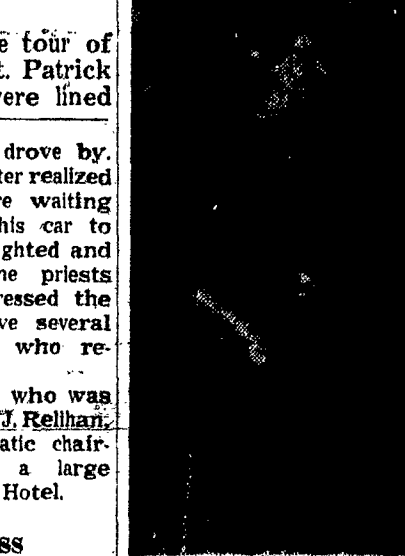 e tour of
t. Patrick
vere lined
drove by.
ter realized
re waiting
his car to
ghted and
ne priests
ressed the
ve several
who re-
who was
J. Relihan,
atic chair-
a large
Hotel.
ss